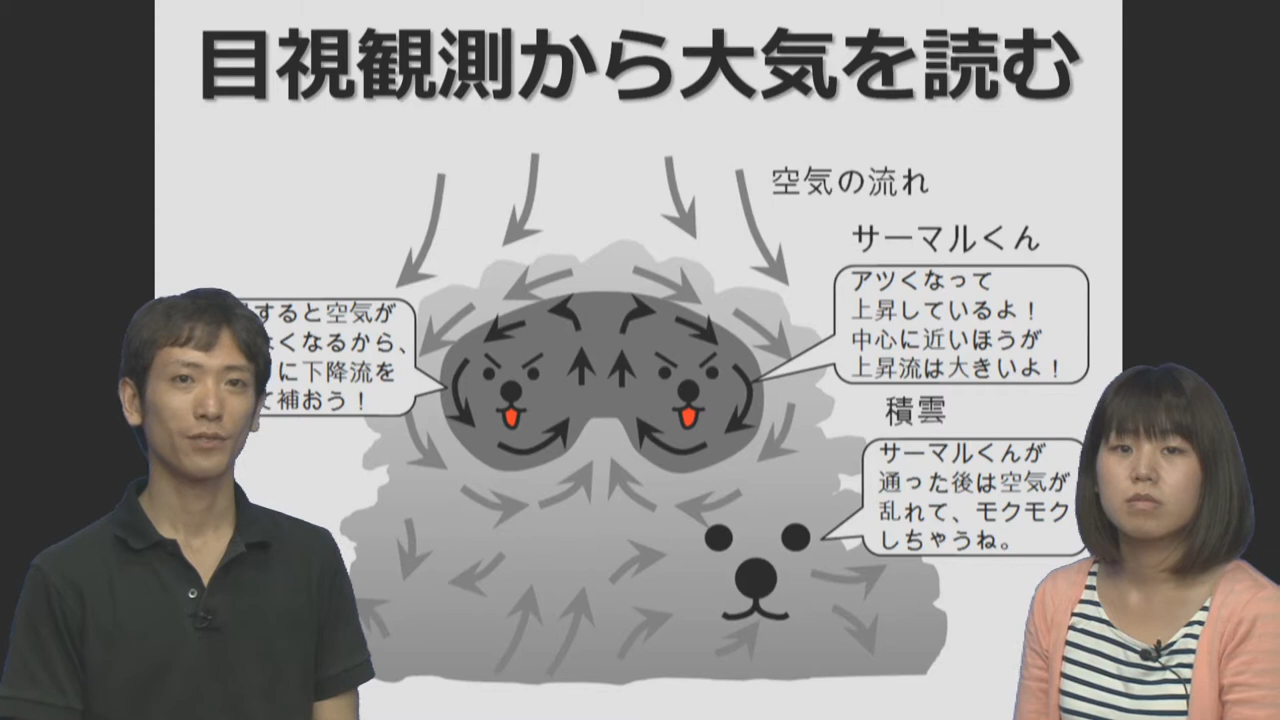 目視観測から大気を読む
空気の流れ
サーマルくん
アツくなって
上昇しているよ！
中心に近いほうが
上昇流は大きいよ！
すると空気が
くなるから、
に下降流を
て補おう！
積雲
サーマルくんが
通った後は空気が
乱れて、モクモク
しちゃうね。